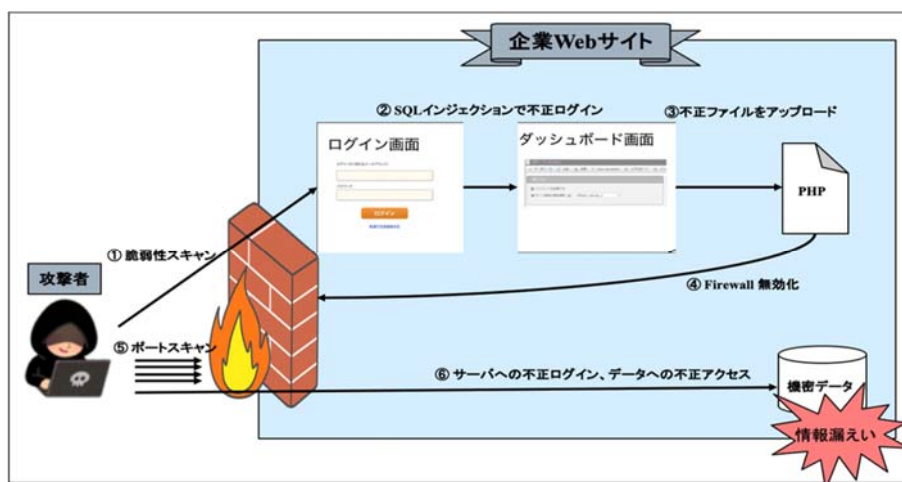 企業Webサイト
② SQLインジェクションで不正ログイン
③不正ファイルをアップロード
ログイン画面
ダッシュボード画面
ログイン
PHP
① 脆弱性スキャン
攻撃者
④ Firewall 無効化
⑤ ポートスキャン
⑥ サーバへの不正ログイン、データへの不正アクセス
機密データ
情報漏えい